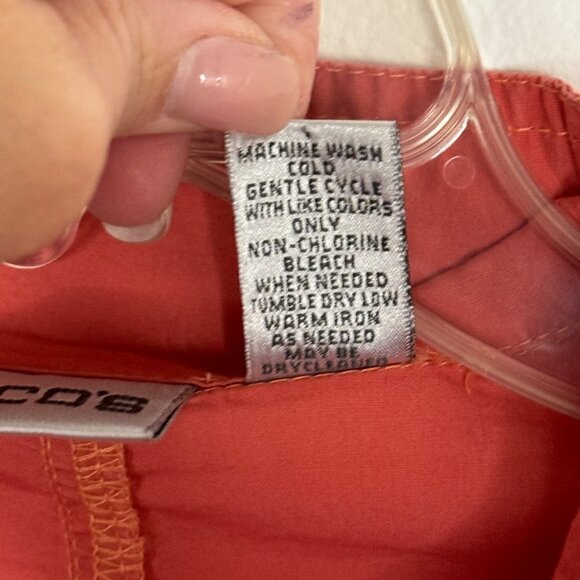 MACHINE WASH
COLD
GENTLE CYCLE
WITH LIKE COLORS
ONLY
NON-CHLORINE
BLEACH
WHEN NEEDED
TUMBLE DRY LOW
WARM IRON
AS NEEDED
MAY BE
DRYCLEANED
CO's